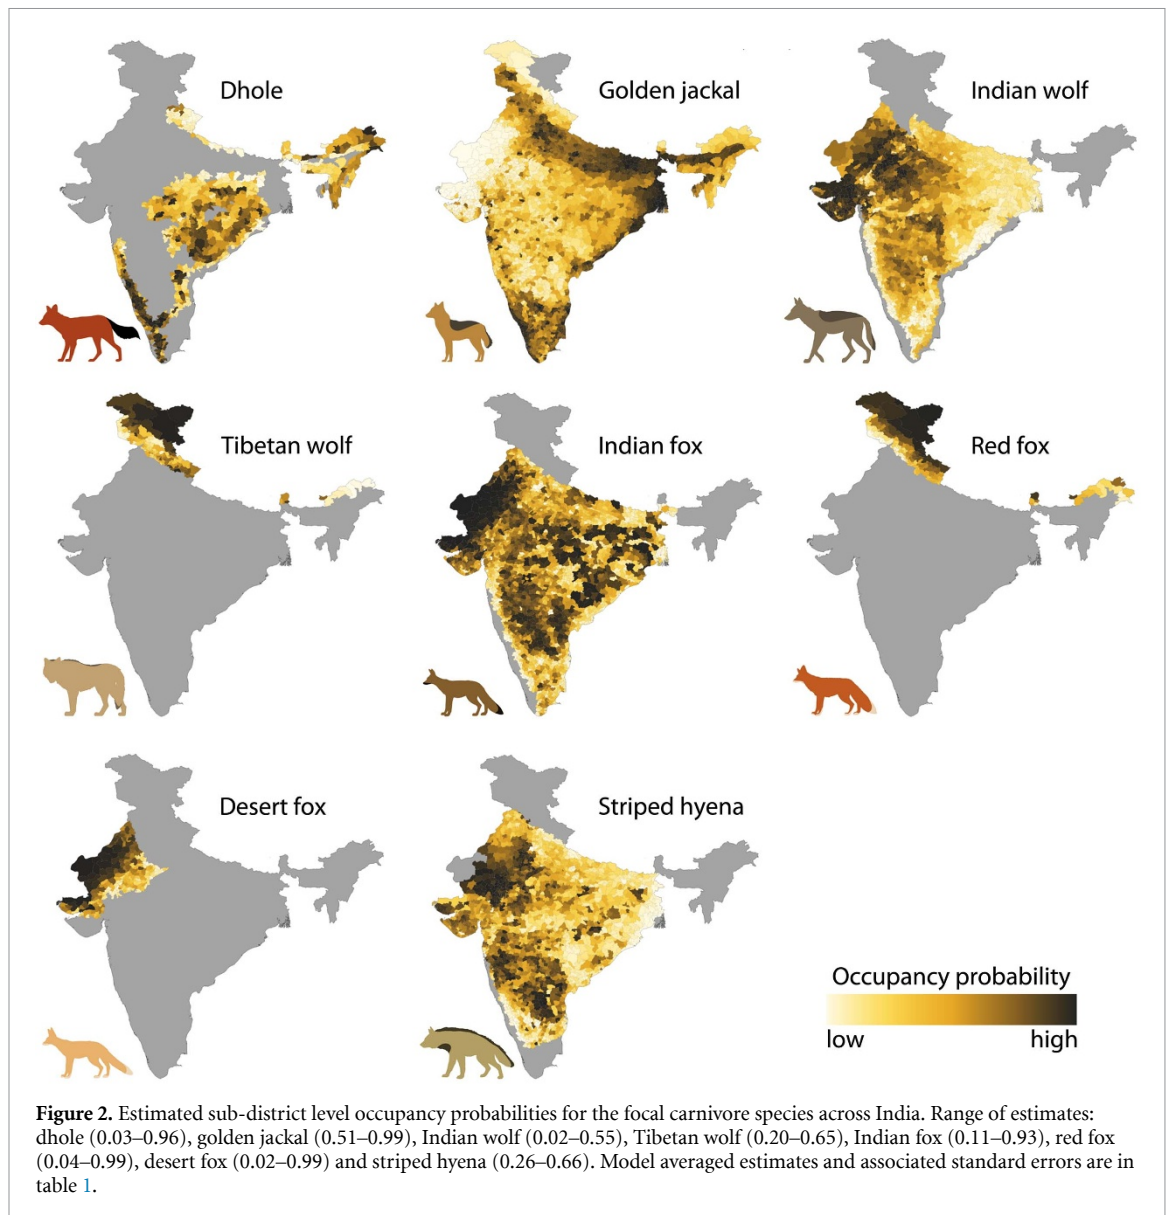 Dhole
Golden jackal
Indian wolf
Tibetan wolf
Indian fox
Red fox
Desert fox
Striped hyena
Occupancy probability
low
high
Figure 2. Estimated sub-district level occupancy probabilities for the focal carnivore species across India. Range of estimates:
dhole (0.03–0.96), golden jackal (0.51–0.99), Indian wolf (0.02–0.55), Tibetan wolf (0.20–0.65), Indian fox (0.11–0.93), red fox
(0.04–0.99), desert fox (0.02–0.99) and striped hyena (0.26–0.66). Model averaged estimates and associated standard errors are in
table 1.